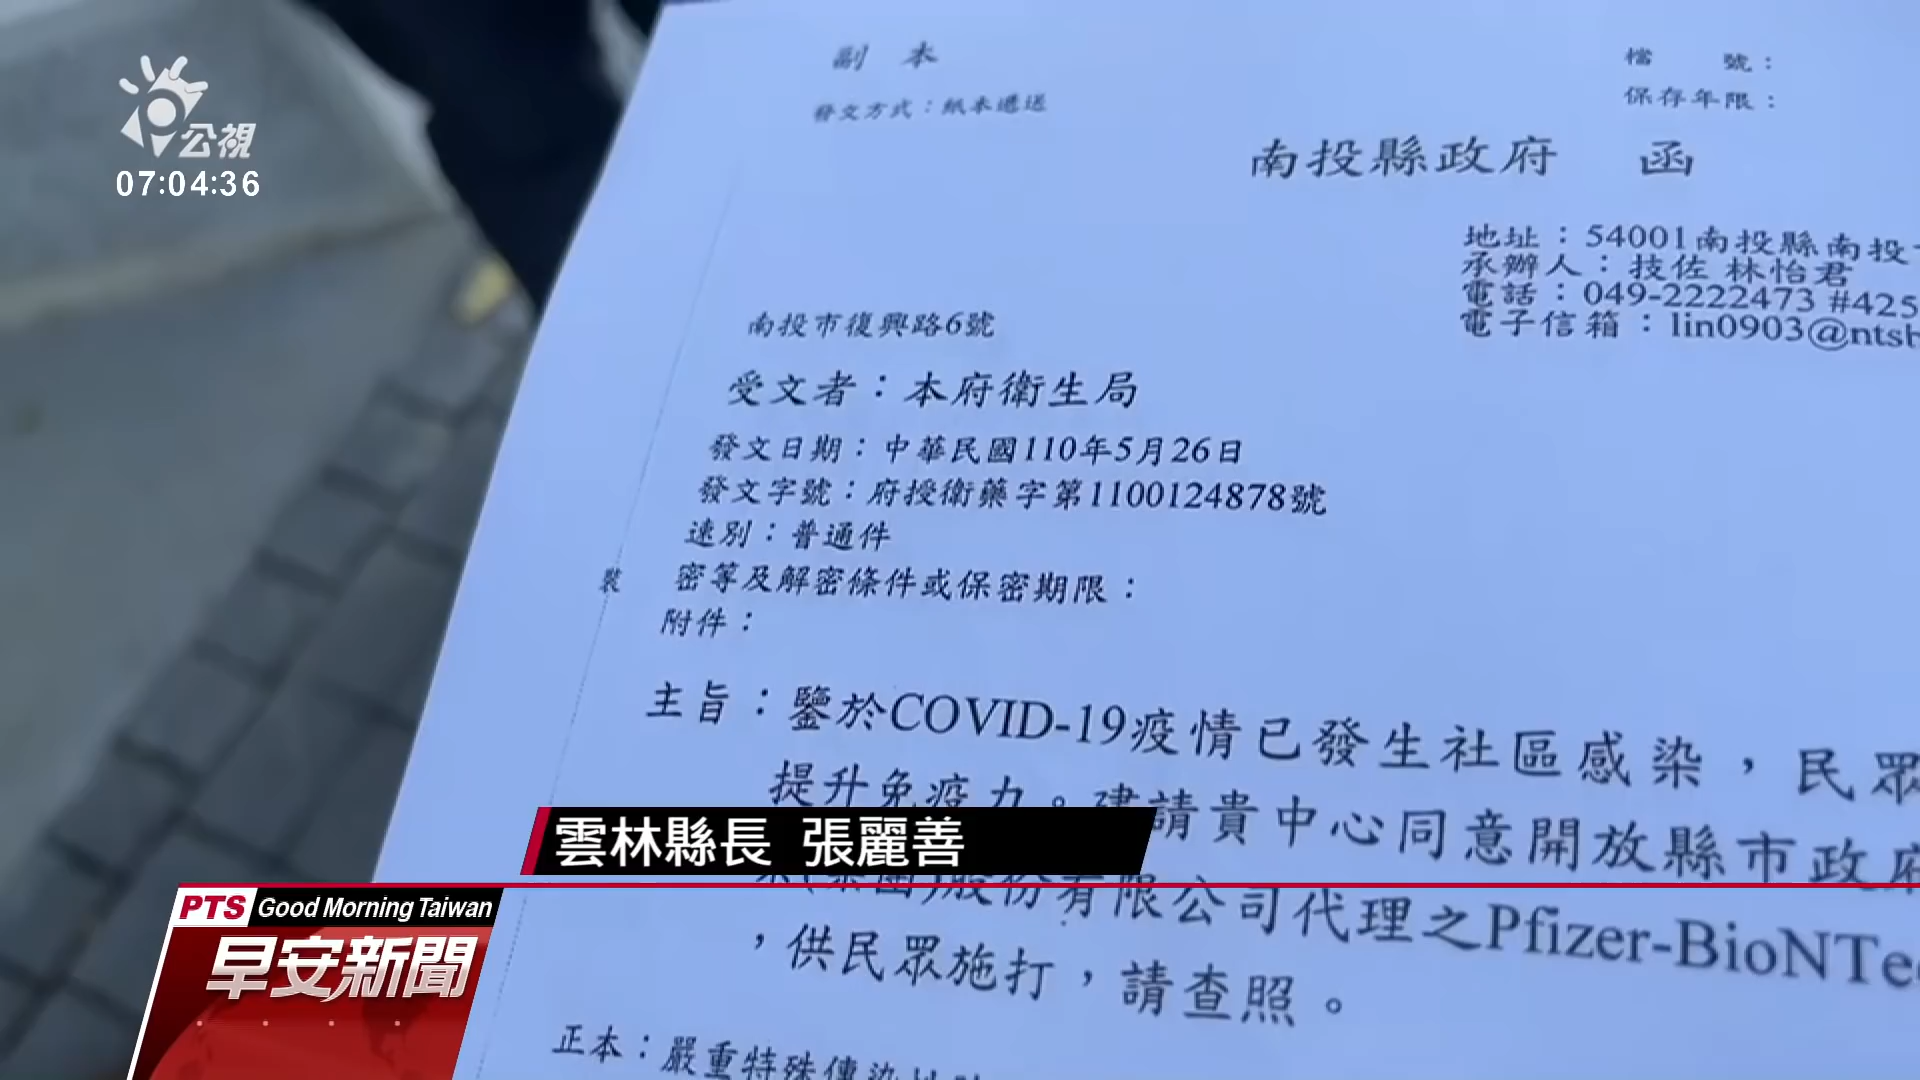 公視
07:04:36
副 本
發文方式：紙本遞送
檔 號：
保存年限：
南投縣政府 函
地址：54001南投縣南投
承辦人：技佐 林怡君
電話：049-2222473 #425
電子信箱：lin0903@ntsh
南投市復興路6號
受文者：本府衛生局
發文日期：中華民國110年5月26日
發文字號：府授衛藥字第1100124878號
速別：普通件
密等及解密條件或保密期限：
附件：
裝
主旨：鑒於COVID-19疫情已發生社區感染，民眾
提升免疫力。建請貴中心同意開放縣市政府
股份有限公司代理之Pfizer-BioNTe
，供民眾施打，請查照。
正本：嚴重特殊傳染
雲林縣長 張麗善
PTS Good Morning Taiwan
早安新聞